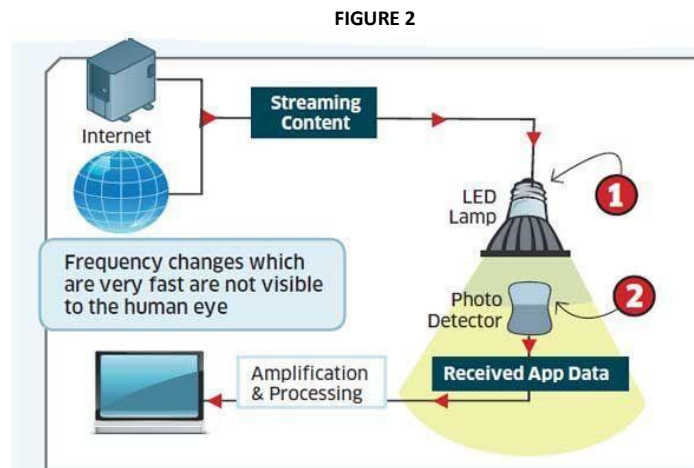 FIGURE 2
Internet
Streaming
Content
LED
Lamp
1
Frequency changes which
are very fast are not visible
to the human eye
Photo
Detector
2
Amplification
& Processing
Received App Data